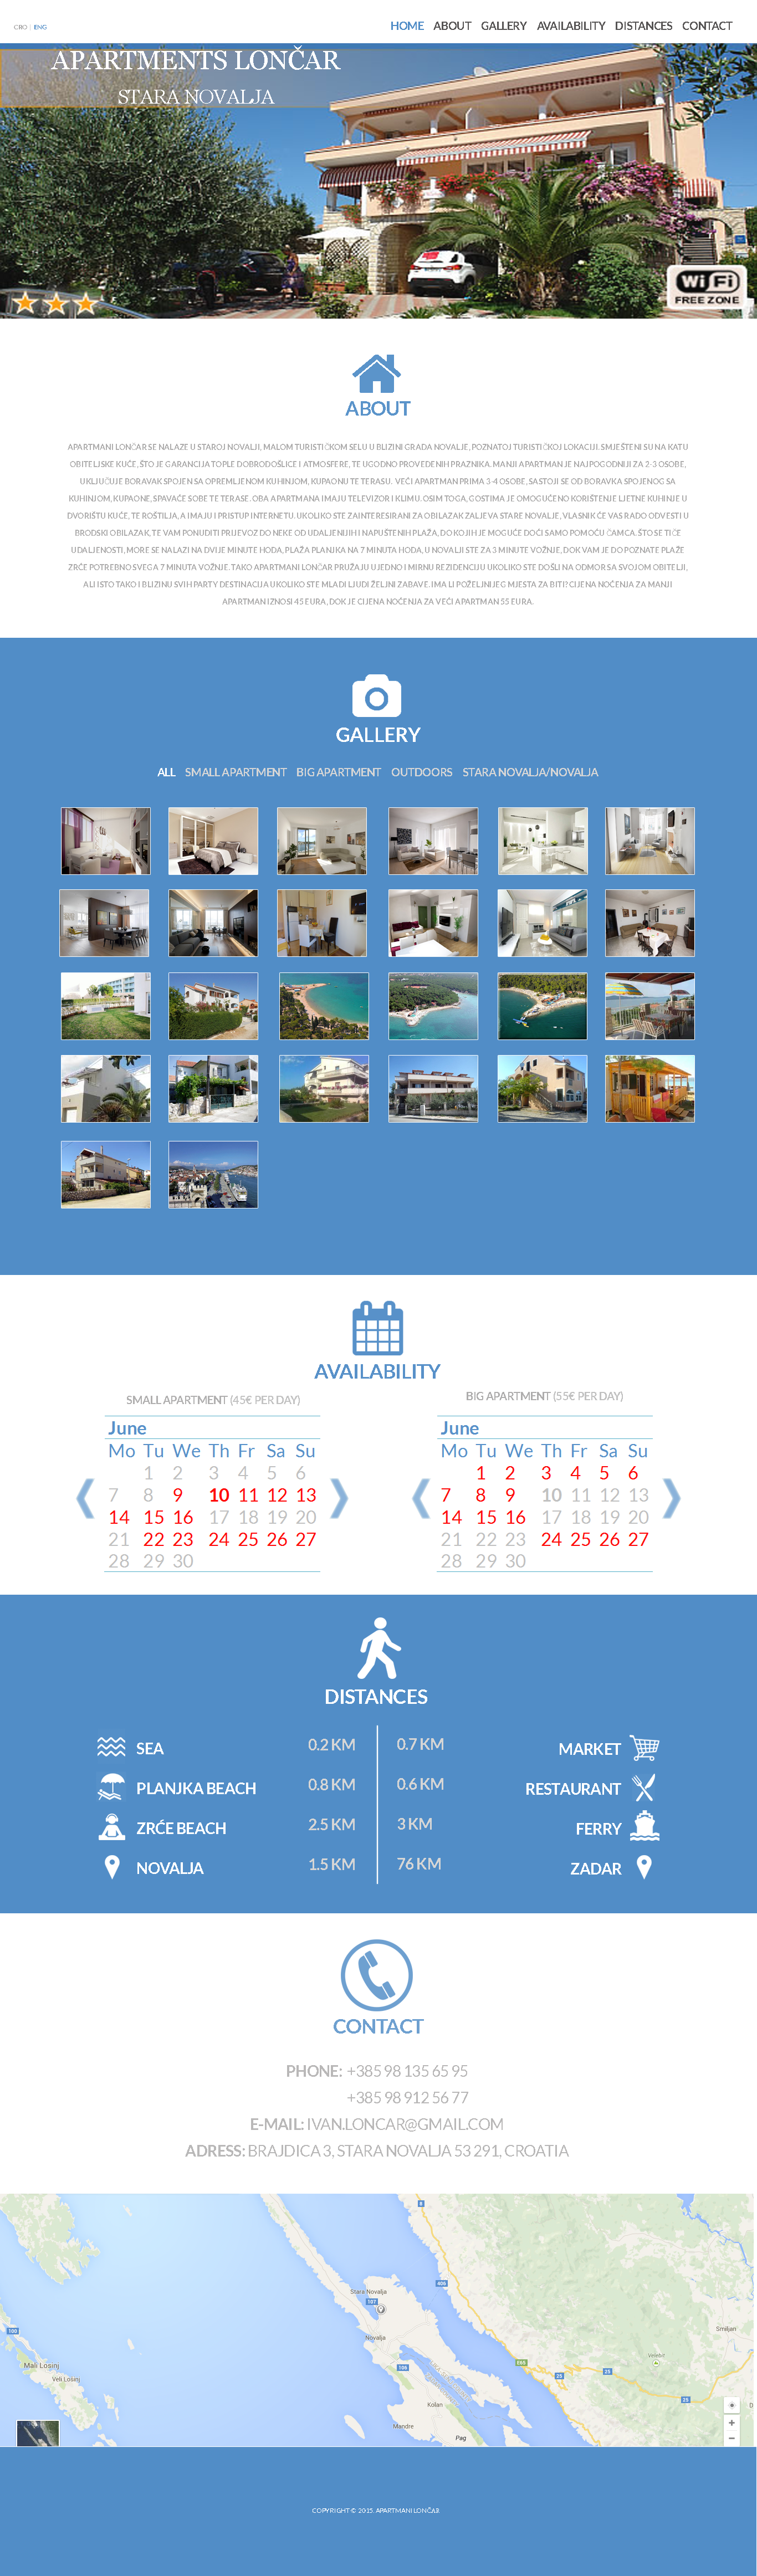 CRO | ENG
HOME ABOUT GALLERY AVAILABILITY DISTANCES CONTACT
APARTMENTS LONČAR
STARA NOVALJA
Wi Fi
FREE ZONE
ABOUT
APARTMANI LONČAR SE NALAZE U STAROJ NOVALJI, MALOM TURISTIČKOM SELU U BLIZINI GRADA NOVALJE, POZNATOJ TURISTIČKOJ LOKACIJI. SMJEŠTENI SU NA KATU
OBITELJSKE KUČE, ŠTO JE GARANCIJA TOPLE DOBRODOŠLICE I ATMOSFERE, TE UGODNO PROVEDENIH PRAZNIKA. MANJI APARTMAN JE NAJPOGODNIJI ZA 2-3 OSOBE,
UKLJUČUJE BORAVAK SPOJEN SA OPREMLJENOM KUHINJOM, KUPAONU TE TERASU. VEČI APARTMAN PRIMA 3-4 OSOBE, SASTOJI SE OD BORAVKA SPOJENOG SA
KUHINJOM, KUPAONE, SPAVAĆE SOBE TE TERASE. OBA APARTMANA IMAJU TELEVIZOR I KLIMU. OSIM TOGA, GOSTIMA JE OMOGUĆENO KORIŠTENJE LJETNE KUHINJE U
DVORIŠTU KUĆE, TE ROŠTILJA, A IMAJU I PRISTUP INTERNETU. UKOLIKO STE ZAINTERESIRANI ZA OBILAZAK ZALJEVA STARE NOVALJE, VLASNIK ĆE VAS RADO ODVESTI U
BRODSKI OBILAZAK, TE VAM PONUDITI PRIJEVOZ DO NEKE OD UDALJENIJIH I NAPUŠTENIH PLAŽA, DO KOJIH JE MOGUĆE DOĆI SAMO POMOĆU ČAMCA. ŠTO SE TIČE
UDALJENOSTI, MORE SE NALAZI NA DVIJE MINUTE HODA, PLAŽA PLANJKA NA 7 MINUTA HODA, U NOVALJI STE ZA 3 MINUTE VOŽNJE, DOK VAM JE DO POZNATE PLAŽE
ZRĆE POTREBNO SVEGA 7 MINUTA VOŽNJE. TAKO APARTMANI LONČAR PRUŽAJU UJEDNO I MIRNU REZIDENCIJU UKOLIKO STE DOŠLI NA ODMOR SA SVOJOM OBITELJI,
ALI ISTO TAKO I BLIZINU SVIH PARTY DESTINACIJA UKOLIKO STE MLADI LJUDI ŽELJNI ZABAVE. IMA LI POŽELJNIJEG MJESTA ZA BITI? CIJENA NOĆENJA ZA MANJI
APARTMAN IZNOSI 45 EURA, DOK JE CIJENA NOĆENJA ZA VEĆI APARTMAN 55 EURA.
GALLERY
ALL SMALL APARTMENT BIG APARTMENT OUTDOORS STARA NOVALJA/NOVALJA
AVAILABILITY
SMALL APARTMENT (45€ PER DAY)
June
Mo Tu We Th Fr Sa Su
1 2 3 4 5 6
7 8 9 10 11 12 13
14 15 16 17 18 19 20
21 22 23 24 25 26 27
28 29 30
BIG APARTMENT (55€ PER DAY)
June
Mo Tu We Th Fr Sa Su
1 2 3 4 5 6
7 8 9 10 11 12 13
14 15 16 17 18 19 20
21 22 23 24 25 26 27
28 29 30
DISTANCES
SEA 0.2 KM
PLANJKA BEACH 0.8 KM
ZRĆE BEACH 2.5 KM
NOVALJA 1.5 KM
0.7 KM MARKET
0.6 KM RESTAURANT
3 KM FERRY
76 KM ZADAR
CONTACT
PHONE: +385 98 135 65 95
+385 98 912 56 77
E-MAIL: IVAN.LONCAR@GMAIL.COM
ADRESS: BRAJDICA 3, STARA NOVALJA 53 291, CROATIA
8
406
Stara Novalja
107
100
Novalja
Smiljan
Mali Losinj
Veli Losinj
106
E65
25
25
Velebit
25
Kolan
D
Mandre
Pag
COPYRIGHT © 2015. APARTMANI LONČAR.